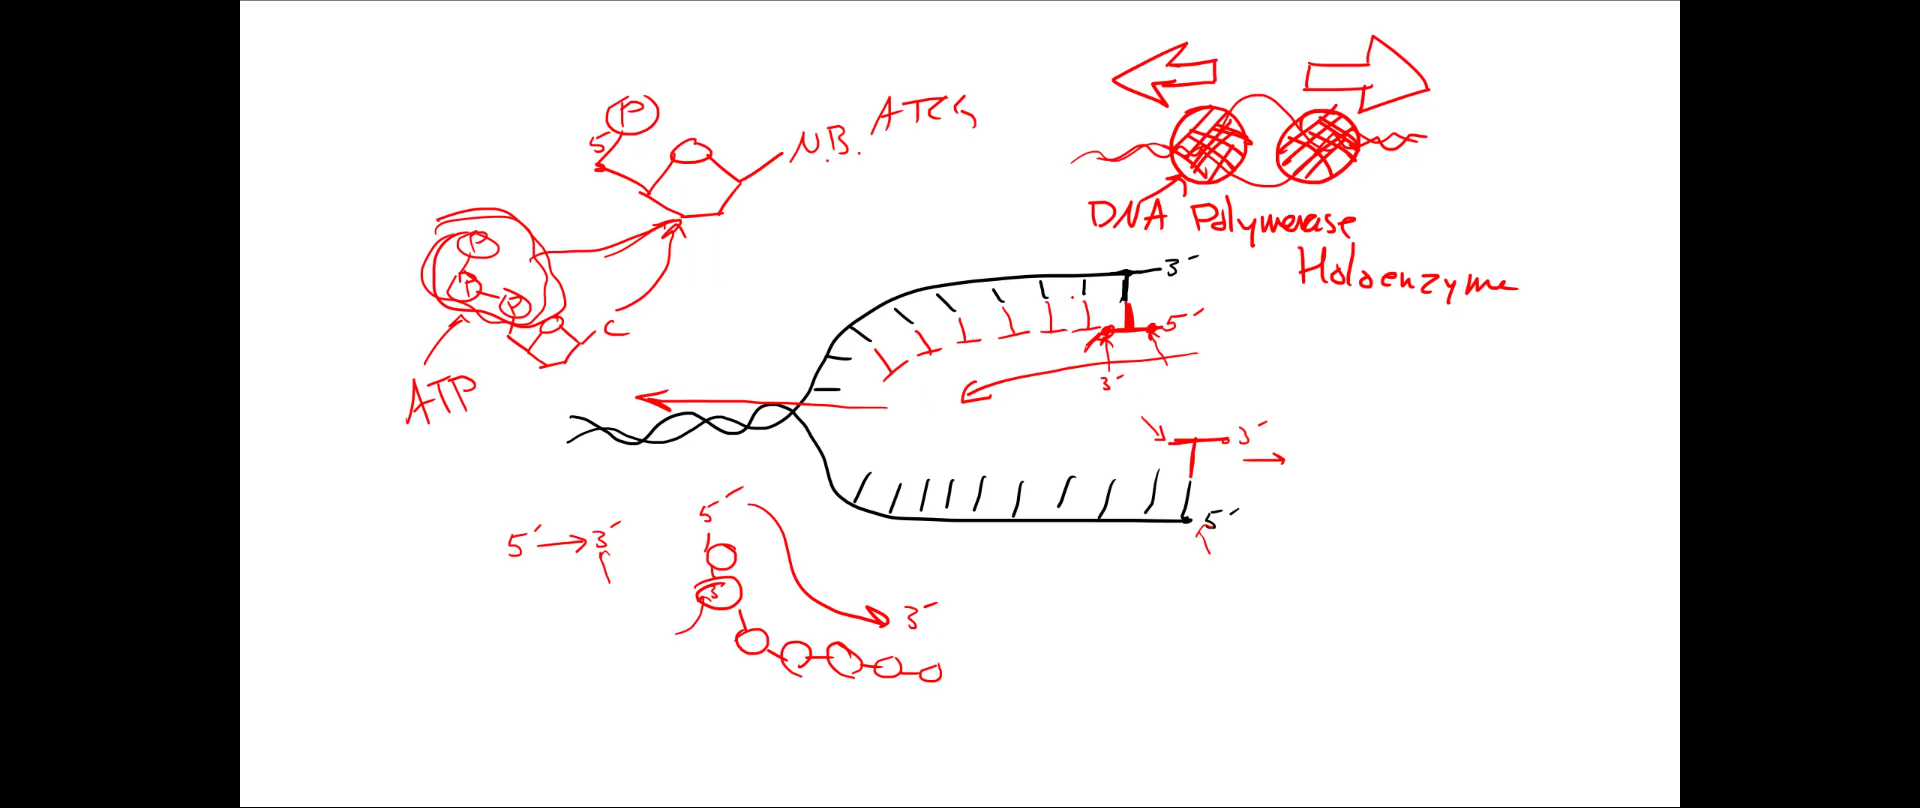 P
5
N.B. ATCG
P
P
P
C
ATP
DNA Polymerase
Holoenzyme
3'
5'
3'
3'
5'
5' → 3'
5'
3'
3'